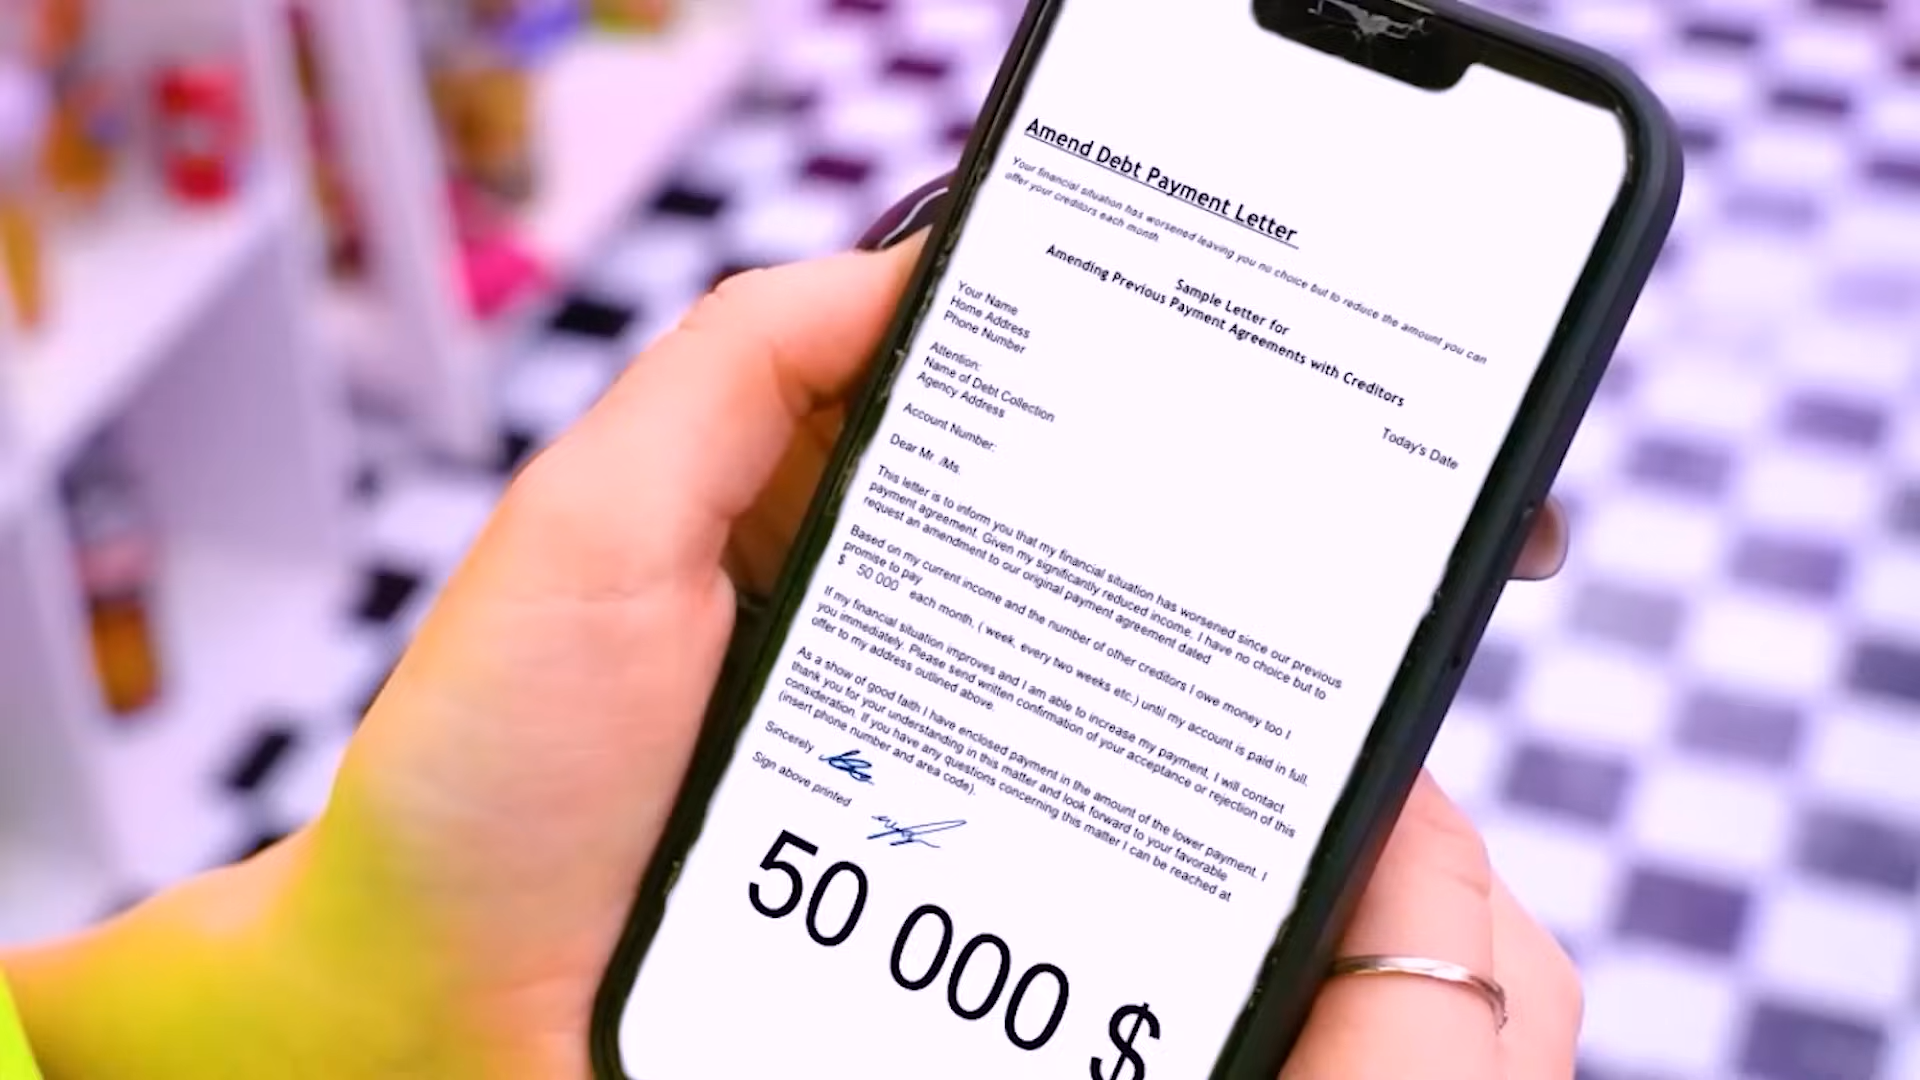 Amend Debt Payment Letter
Your financial situation has worsened leaving you no choice but to reduce the amount you can
offer your creditors each month
Sample Letter for
Amending Previous Payment Agreements with Creditors
Your Name
Home Address
Phone Number
Today's Date
Attention:
Name of Debt Collection
Agency Address
Account Number:
Dear Mr. /Ms.
This letter is to inform you that my financial situation has worsened since our previous
payment agreement. Given my significantly reduced income, I have no choice but to
request an amendment to our original payment agreement dated
Based on my current income and the number of other creditors I owe money too I
promise to pay
$ 50 000 each month, ( week, every two weeks etc.) until my account is paid in full.
If my financial situation improves and I am able to increase my payment, I will contact
you immediately. Please send written confirmation of your acceptance or rejection of this
offer to my address outlined above.
As a show of good faith I have enclosed payment in the amount of the lower payment. I
thank you for your understanding in this matter and look forward to your favorable
consideration. If you have any questions concerning this matter I can be reached at
(insert phone number and area code).
Sincerely
Sign above printed
50 000 $